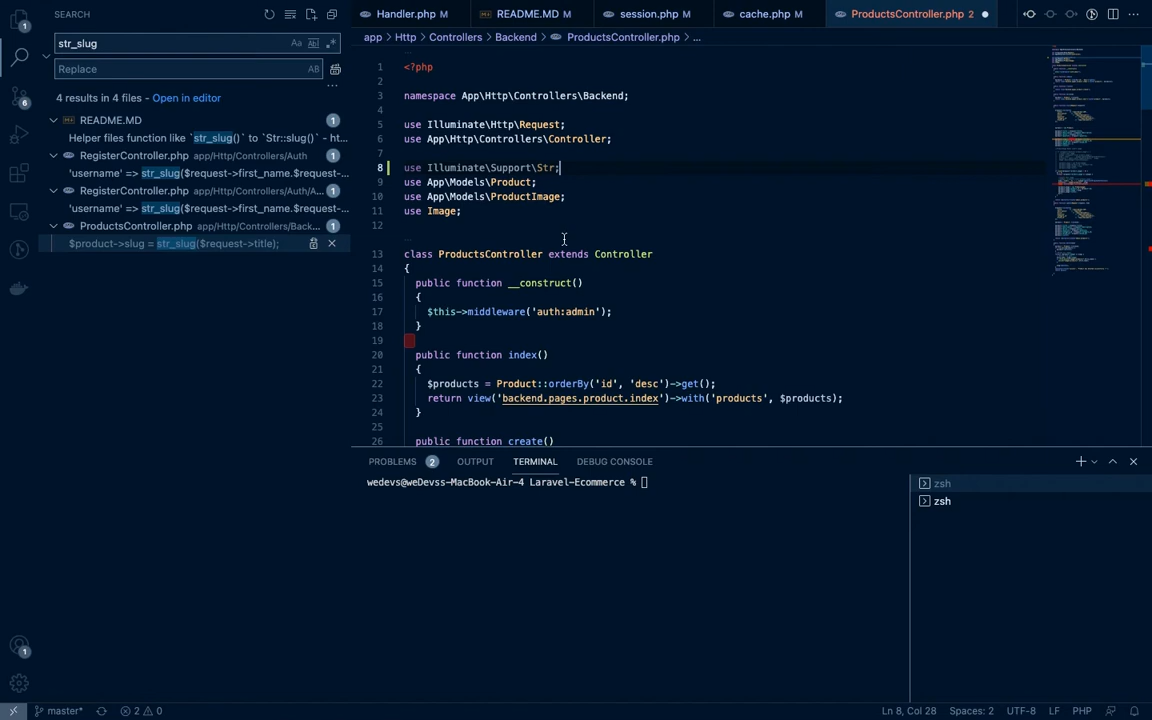 1
SEARCH
Handler.php M
README.MD M
session.php M
cache.php M
ProductsController.php 2
str_slug
Aa Abl .*
app > Http > Controllers > Backend > ProductsController.php > ...
Replace
AB
...
4 results in 4 files - Open in editor
6
README.MD 1
Helper files function like `str_slug()` to `Str::slug()` - ht...
RegisterController.php app/Http/Controllers/Auth 1
'username' => str_slug($request->first_name.$request-...
RegisterController.php app/Http/Controllers/Auth/A... 1
'username' => str_slug($request->first_name.$request-...
ProductsController.php app/Http/Controllers/Back... 1
$product->slug = str_slug($request->title);
1 <?php
2
3 namespace App\Http\Controllers\Backend;
4
5 use Illuminate\Http\Request;
6 use App\Http\Controllers\Controller;
7
8 use Illuminate\Support\Str;
9 use App\Models\Product;
10 use App\Models\ProductImage;
11 use Image;
12
13 class ProductsController extends Controller
14 {
15 public function __construct()
16 {
17 $this->middleware('auth:admin');
18 }
19
20 public function index()
21 {
22 $products = Product::orderBy('id', 'desc')->get();
23 return view('backend.pages.product.index')->with('products', $products);
24 }
25
26 public function create()
PROBLEMS 2 OUTPUT TERMINAL DEBUG CONSOLE
wedevs@weDevss-MacBook-Air-4 Laravel-Ecommerce %
zsh
zsh
1
master* 2 0
Ln 8, Col 28 Spaces: 2 UTF-8 LF PHP